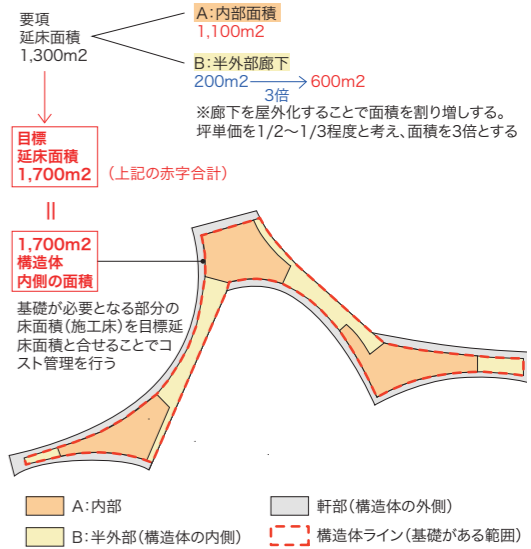 要項
延床面積
1,300m2
A:内部面積
1,100m2
B:半外部廊下
200m2 600m2
3倍
※廊下を屋外化することで面積を割り増しする。
坪単価を1/2〜1/3程度と考え、面積を3倍とする
目標
延床面積
1,700m2
(上記の赤字合計)
1,700m2
構造体
内側の面積
基礎が必要となる部分の
床面積(施工床)を目標延
床面積と合せることでコ
スト管理を行う
A:内部
軒部(構造体の外側)
B:半外部(構造体の内側)
構造体ライン(基礎がある範囲)